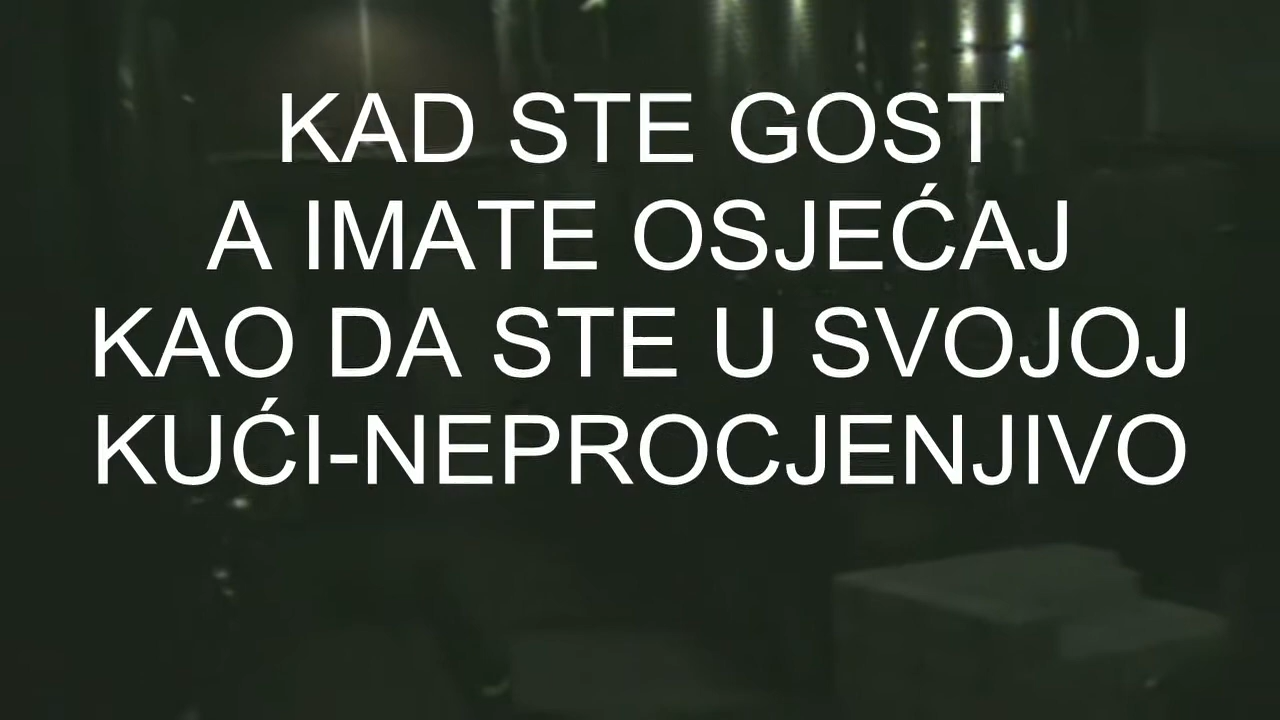 KAD STE GOST
A IMATE OSJEĆAJ
KAO DA STE U SVOJOJ
KUĆI-NEPROCJENJIVO